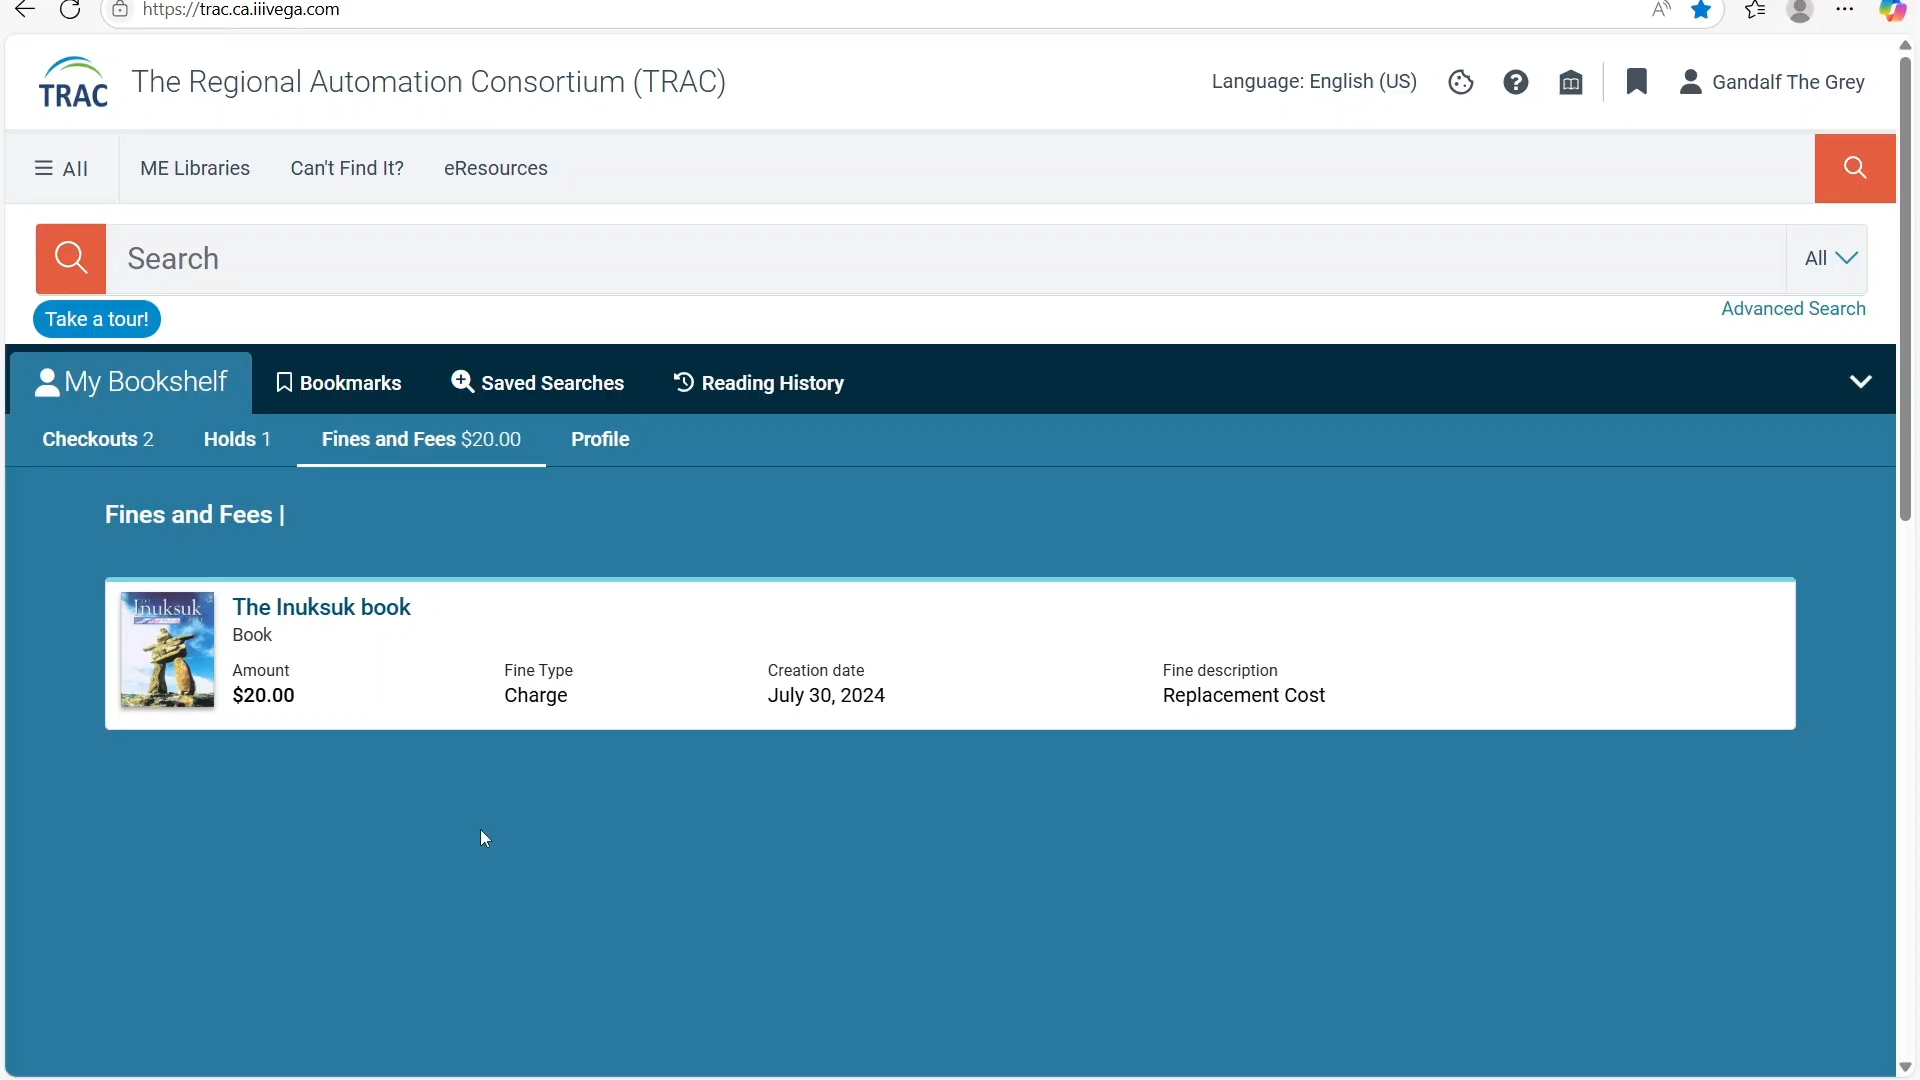 https://trac.ca.iiivega.com
TRAC The Regional Automation Consortium (TRAC) Language: English (US) Gandalf The Grey
All ME Libraries Can't Find It? eResources
Search All
Take a tour! Advanced Search
My Bookshelf Bookmarks Saved Searches Reading History
Checkouts 2 Holds 1 Fines and Fees $20.00 Profile
Fines and Fees |
Inuksuk
The Inuksuk book
Book
Amount Fine Type Creation date Fine description
$20.00 Charge July 30, 2024 Replacement Cost